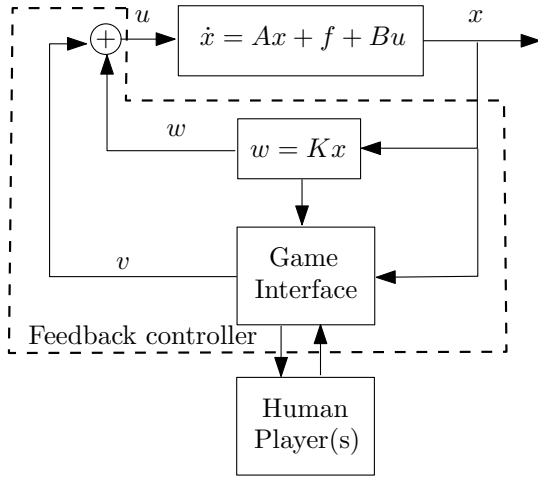 u
x
+
ẋ = Ax + f + Bu
w
w = Kx
v
Game
Interface
Feedback controller
Human
Player(s)